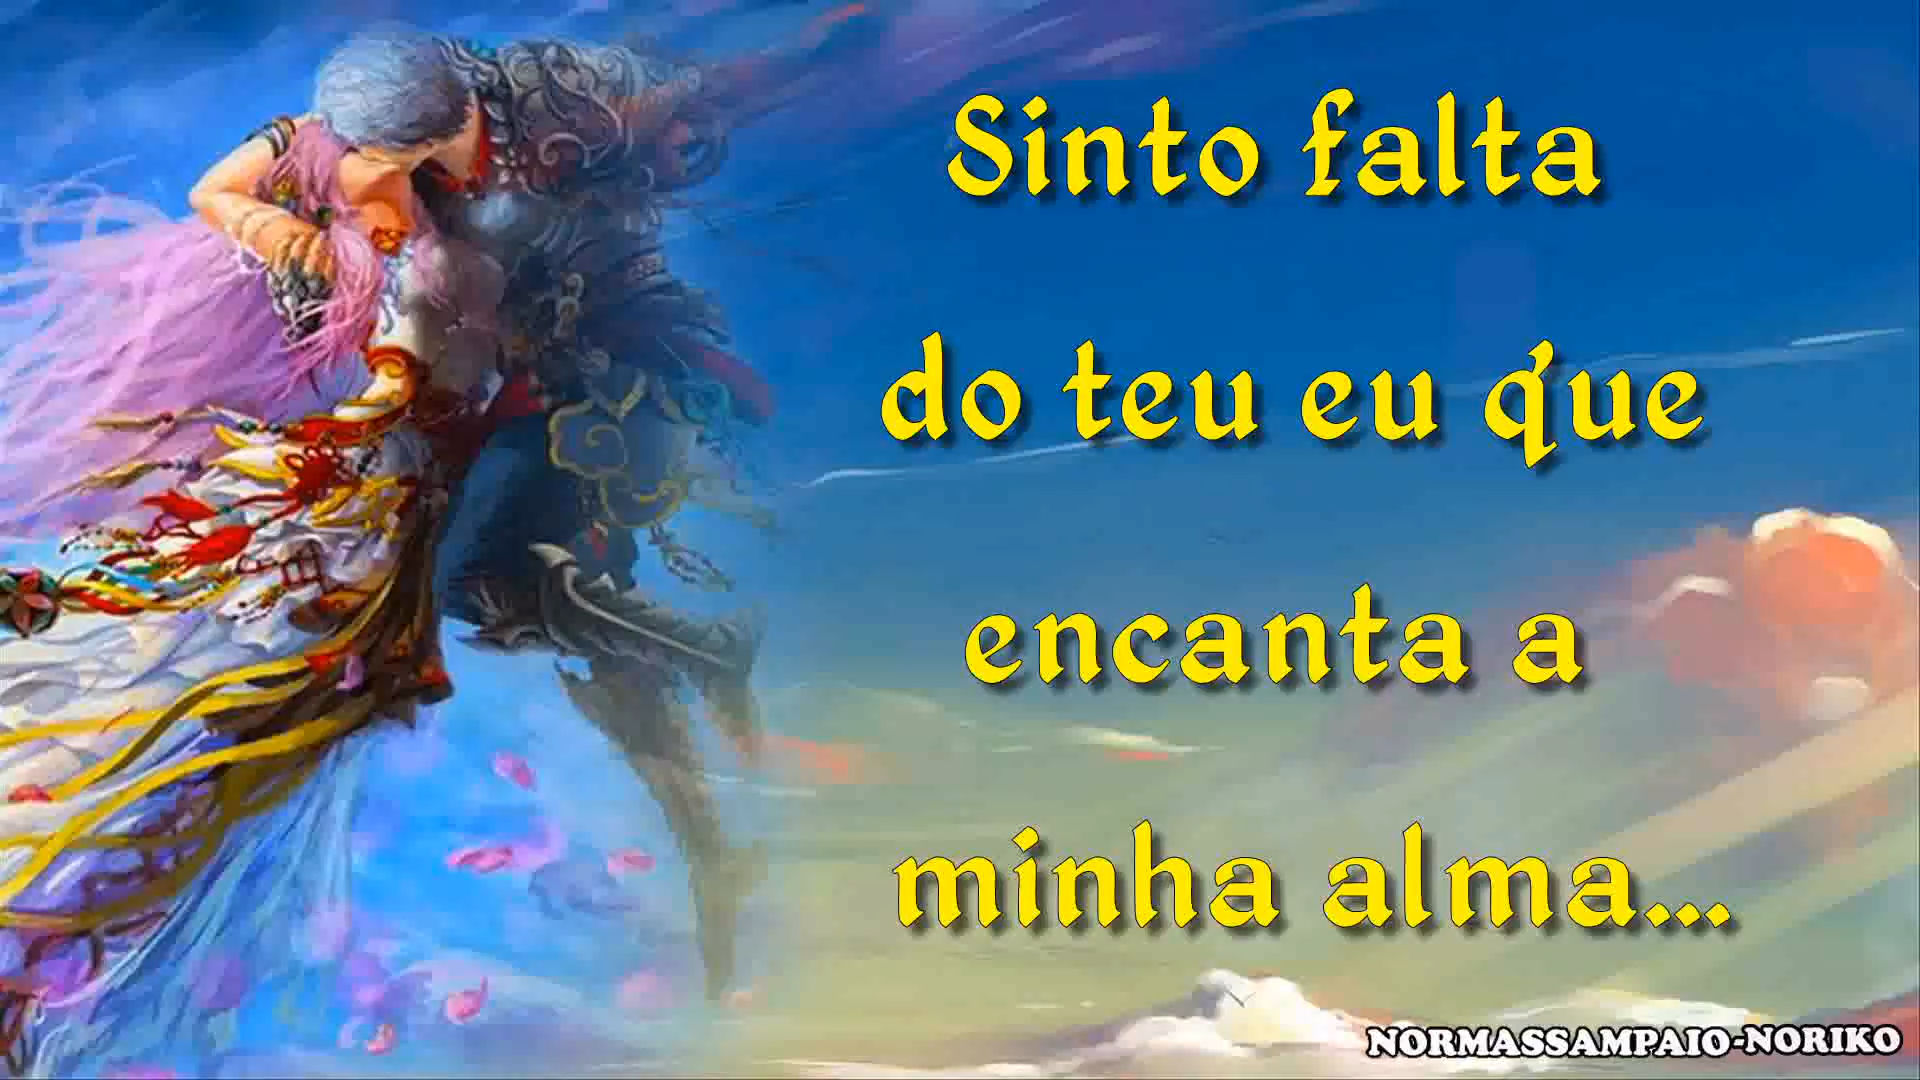 Sinto falta
do teu eu que
encanta a
minha alma...
NORMASSAMPAIO-NORIKO